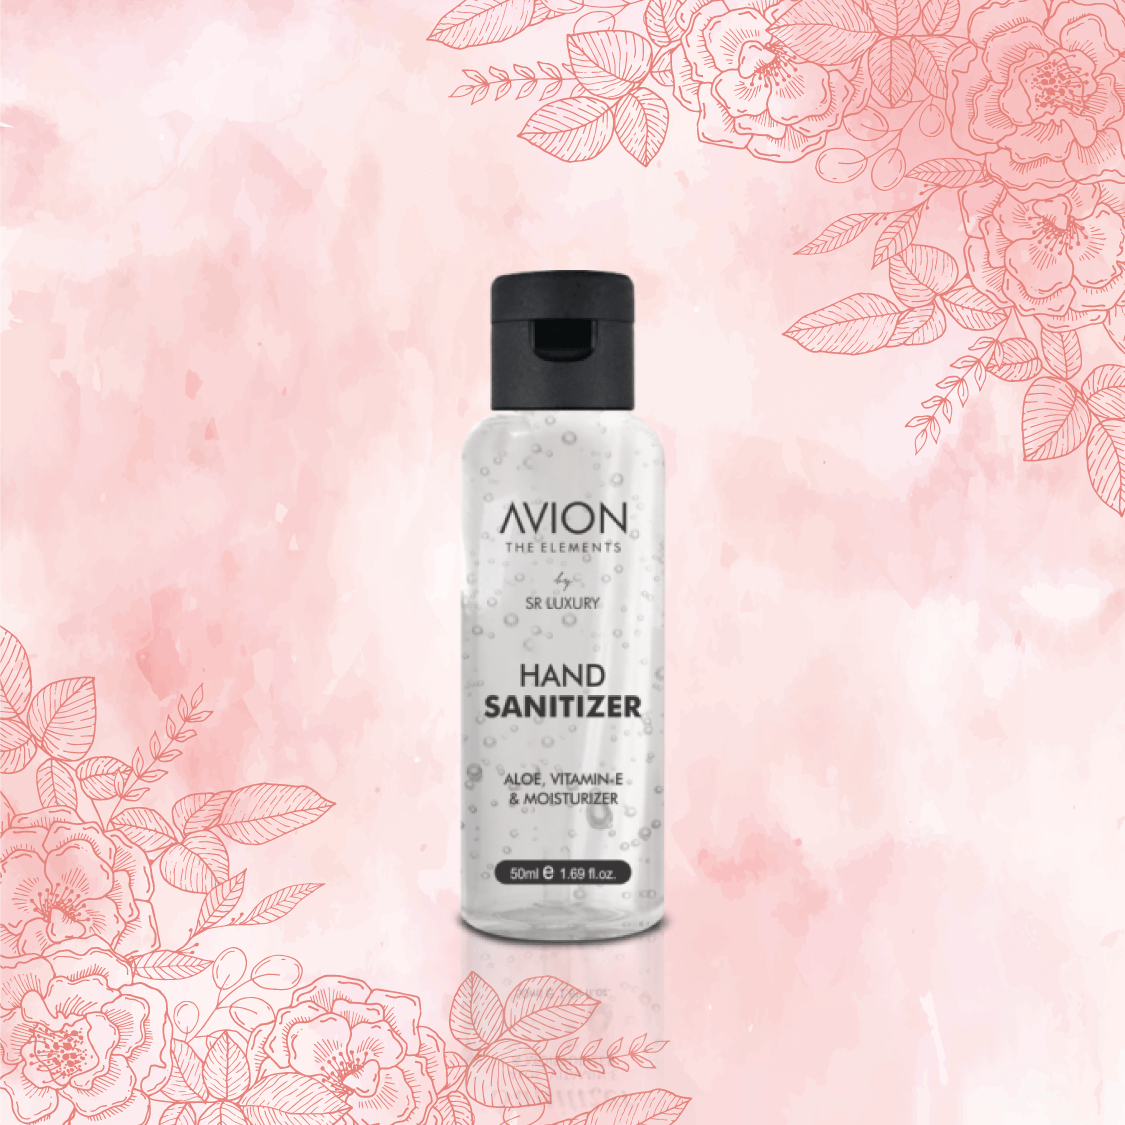 AVION
THE ELEMENTS
by
SR LUXURY
HAND
SANITIZER
ALOE, VITAMIN-E
& MOISTURIZER
50ml e 1.69 fl.oz.